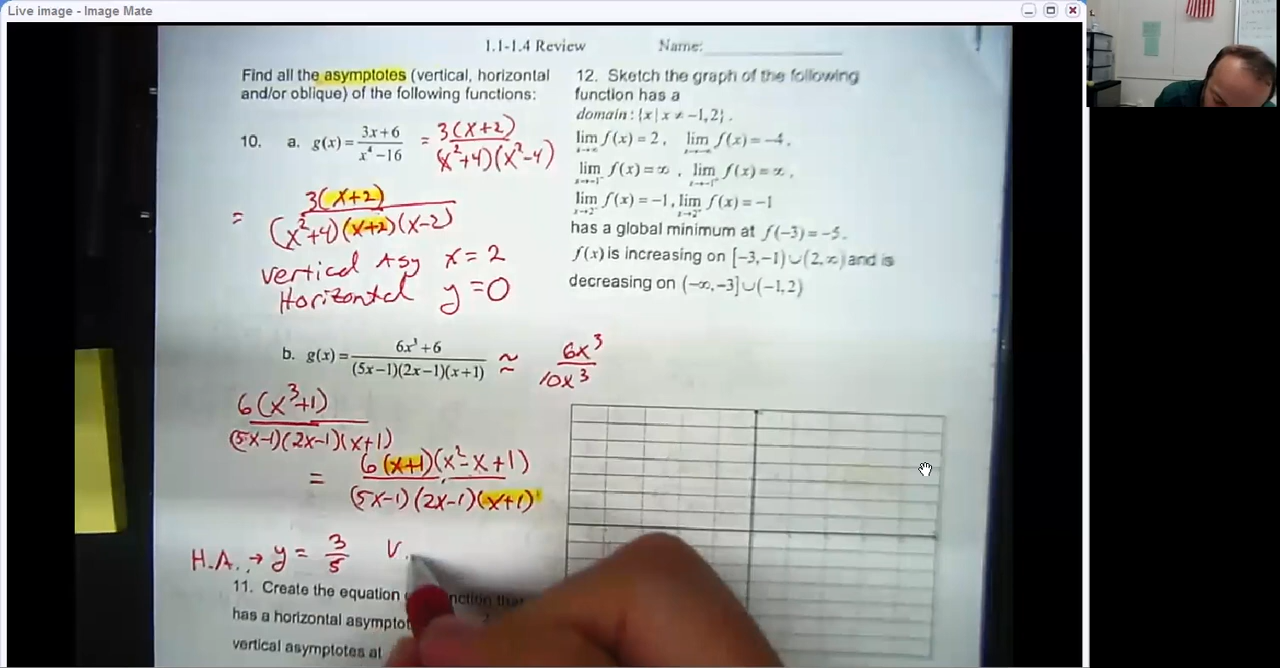 Live image - Image Mate
1.1-1.4 Review Name:
Find all the asymptotes (vertical, horizontal
and/or oblique) of the following functions:
10. a. g(x) = 3x+6 / x⁴−16 = 3(x+2) / (x²+4)(x²−4)
= 3(x+2) / (x²+4)(x+2)(x−2)
Vertical Asy x = 2
Horizontal y = 0
b. g(x) = 6x³+6 / (5x−1)(2x−1)(x+1) ≈ 6x³ / 10x³
6(x³+1) / (5x−1)(2x−1)(x+1)
= 6(x+1)(x²−x+1) / (5x−1)(2x−1)(x+1)
H.A. → y = 3/5 V.
11. Create the equation
has a horizontal
vertical asymptotes at
12. Sketch the graph of the following
function has a
domain : {x | x ≠ −1,2}.
lim f(x) = 2, lim f(x) = −4,
lim f(x) = ∞, lim f(x) = ∞,
lim f(x) = −1, lim f(x) = −1
has a global minimum at f(−3) = −5.
f(x) is increasing on [−3,−1)∪(2,∞) and is
decreasing on (−∞,−3]∪(−1,2)